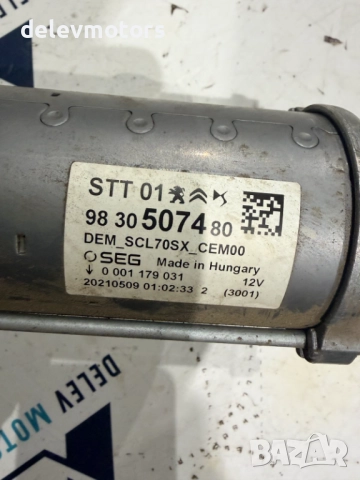 delevmotors
STT 01
98 30 5074 80
DEM_SCL70SX_CEM00
SEG Made in Hungary
0 001 179 031 12V
20210509 01:02:33 2 (3001)
DELEV MOTO
BAZAR